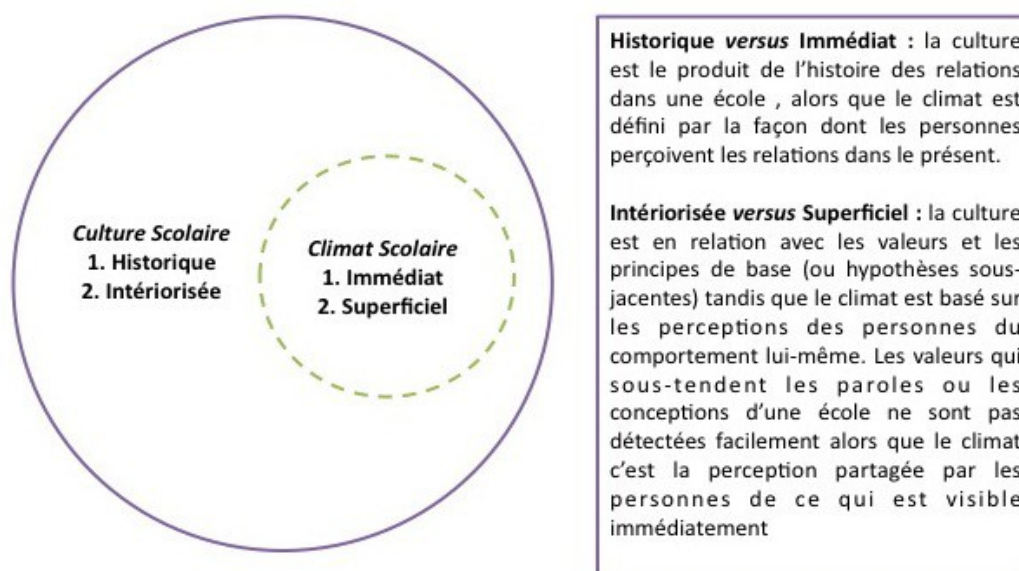 Culture Scolaire
1. Historique
2. Intériorisée
Climat Scolaire
1. Immédiat
2. Superficiel
Historique versus Immédiat : la culture
est le produit de l’histoire des relations
dans une école , alors que le climat est
défini par la façon dont les personnes
perçoivent les relations dans le présent.
Intériorisée versus Superficiel : la culture
est en relation avec les valeurs et les
principes de base (ou hypothèses sous-
jacentes) tandis que le climat est basé sur
les perceptions des personnes du
comportement lui-même. Les valeurs qui
sous-tendent les paroles ou les
conceptions d’une école ne sont pas
détectées facilement alors que le climat
c’est la perception partagée par les
personnes de ce qui est visible
immédiatement